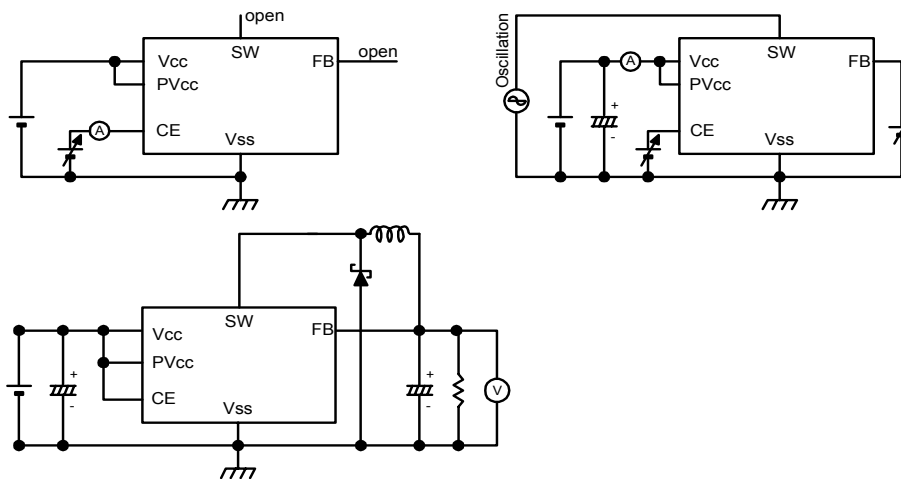 open
SW
Vcc
FB
open
PVcc
A
CE
Vss
Oscillation
SW
+
A
Vcc
FB
PVcc
-
CE
Vss
SW
Vcc
FB
+
PVcc
-
CE
Vss
+
-
V